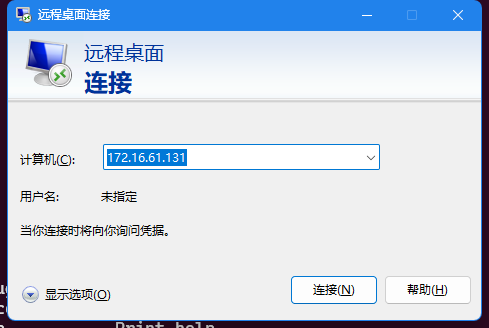 远程桌面连接
远程桌面
连接
计算机(C):
172.16.61.131
用户名:
未指定
当你连接时将向你询问凭据。
显示选项(O)
连接(N)
帮助(H)
Print help